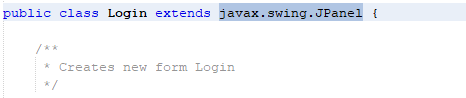 public class Login extends javax.swing.JPanel {
/**
* Creates new form Login
*/